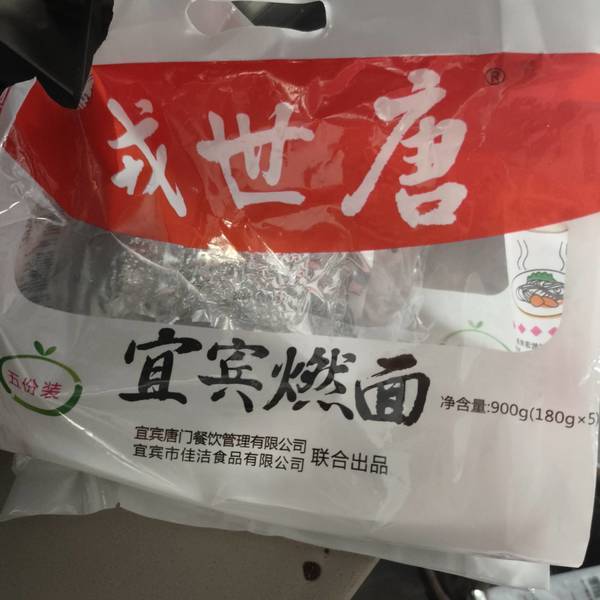 戎世唐®
宜宾燃面
五份装
净含量:900g(180g×5)
宜宾唐门餐饮管理有限公司
宜宾市佳洁食品有限公司
联合出品